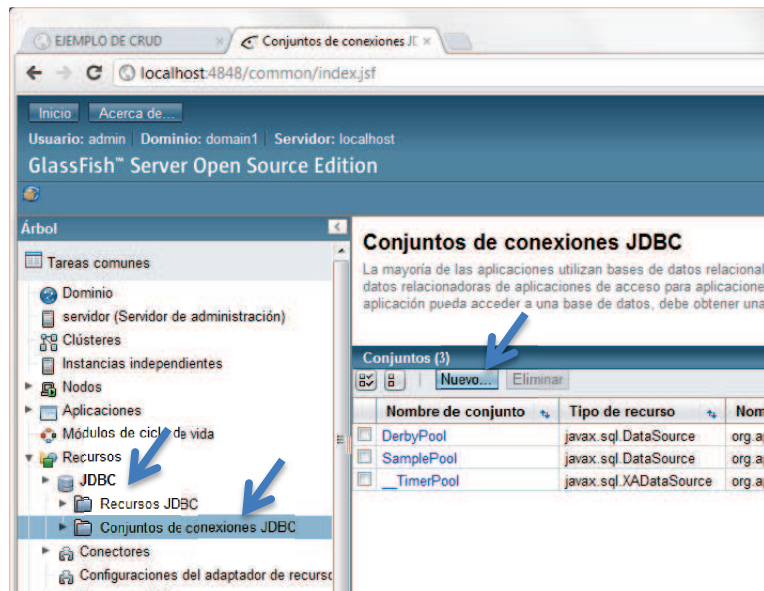 EJEMPLO DE CRUD
Conjuntos de conexiones J
localhost:4848/common/index.jsf
Inicio Acerca de...
Usuario: admin Dominio: domain1 Servidor: localhost
GlassFish™ Server Open Source Edition
Árbol
Tareas comunes
Dominio
servidor (Servidor de administración)
Clústeres
Instancias independientes
Nodos
Aplicaciones
Módulos de ciclo de vida
Recursos
JDBC
Recursos JDBC
Conjuntos de conexiones JDBC
Conectores
Configuraciones del adaptador de recurso
Conjuntos de conexiones JDBC
La mayoría de las aplicaciones utilizan bases de datos relacional
datos relacionadoras de aplicaciones de acceso para aplicacione
aplicación pueda acceder a una base de datos, debe obtener una
Conjuntos (3)
Nuevo... Eliminar
Nombre de conjunto Tipo de recurso Nom
DerbyPool javax.sql.DataSource org.a
SamplePool javax.sql.DataSource org.a
__TimerPool javax.sql.XADataSource org.a